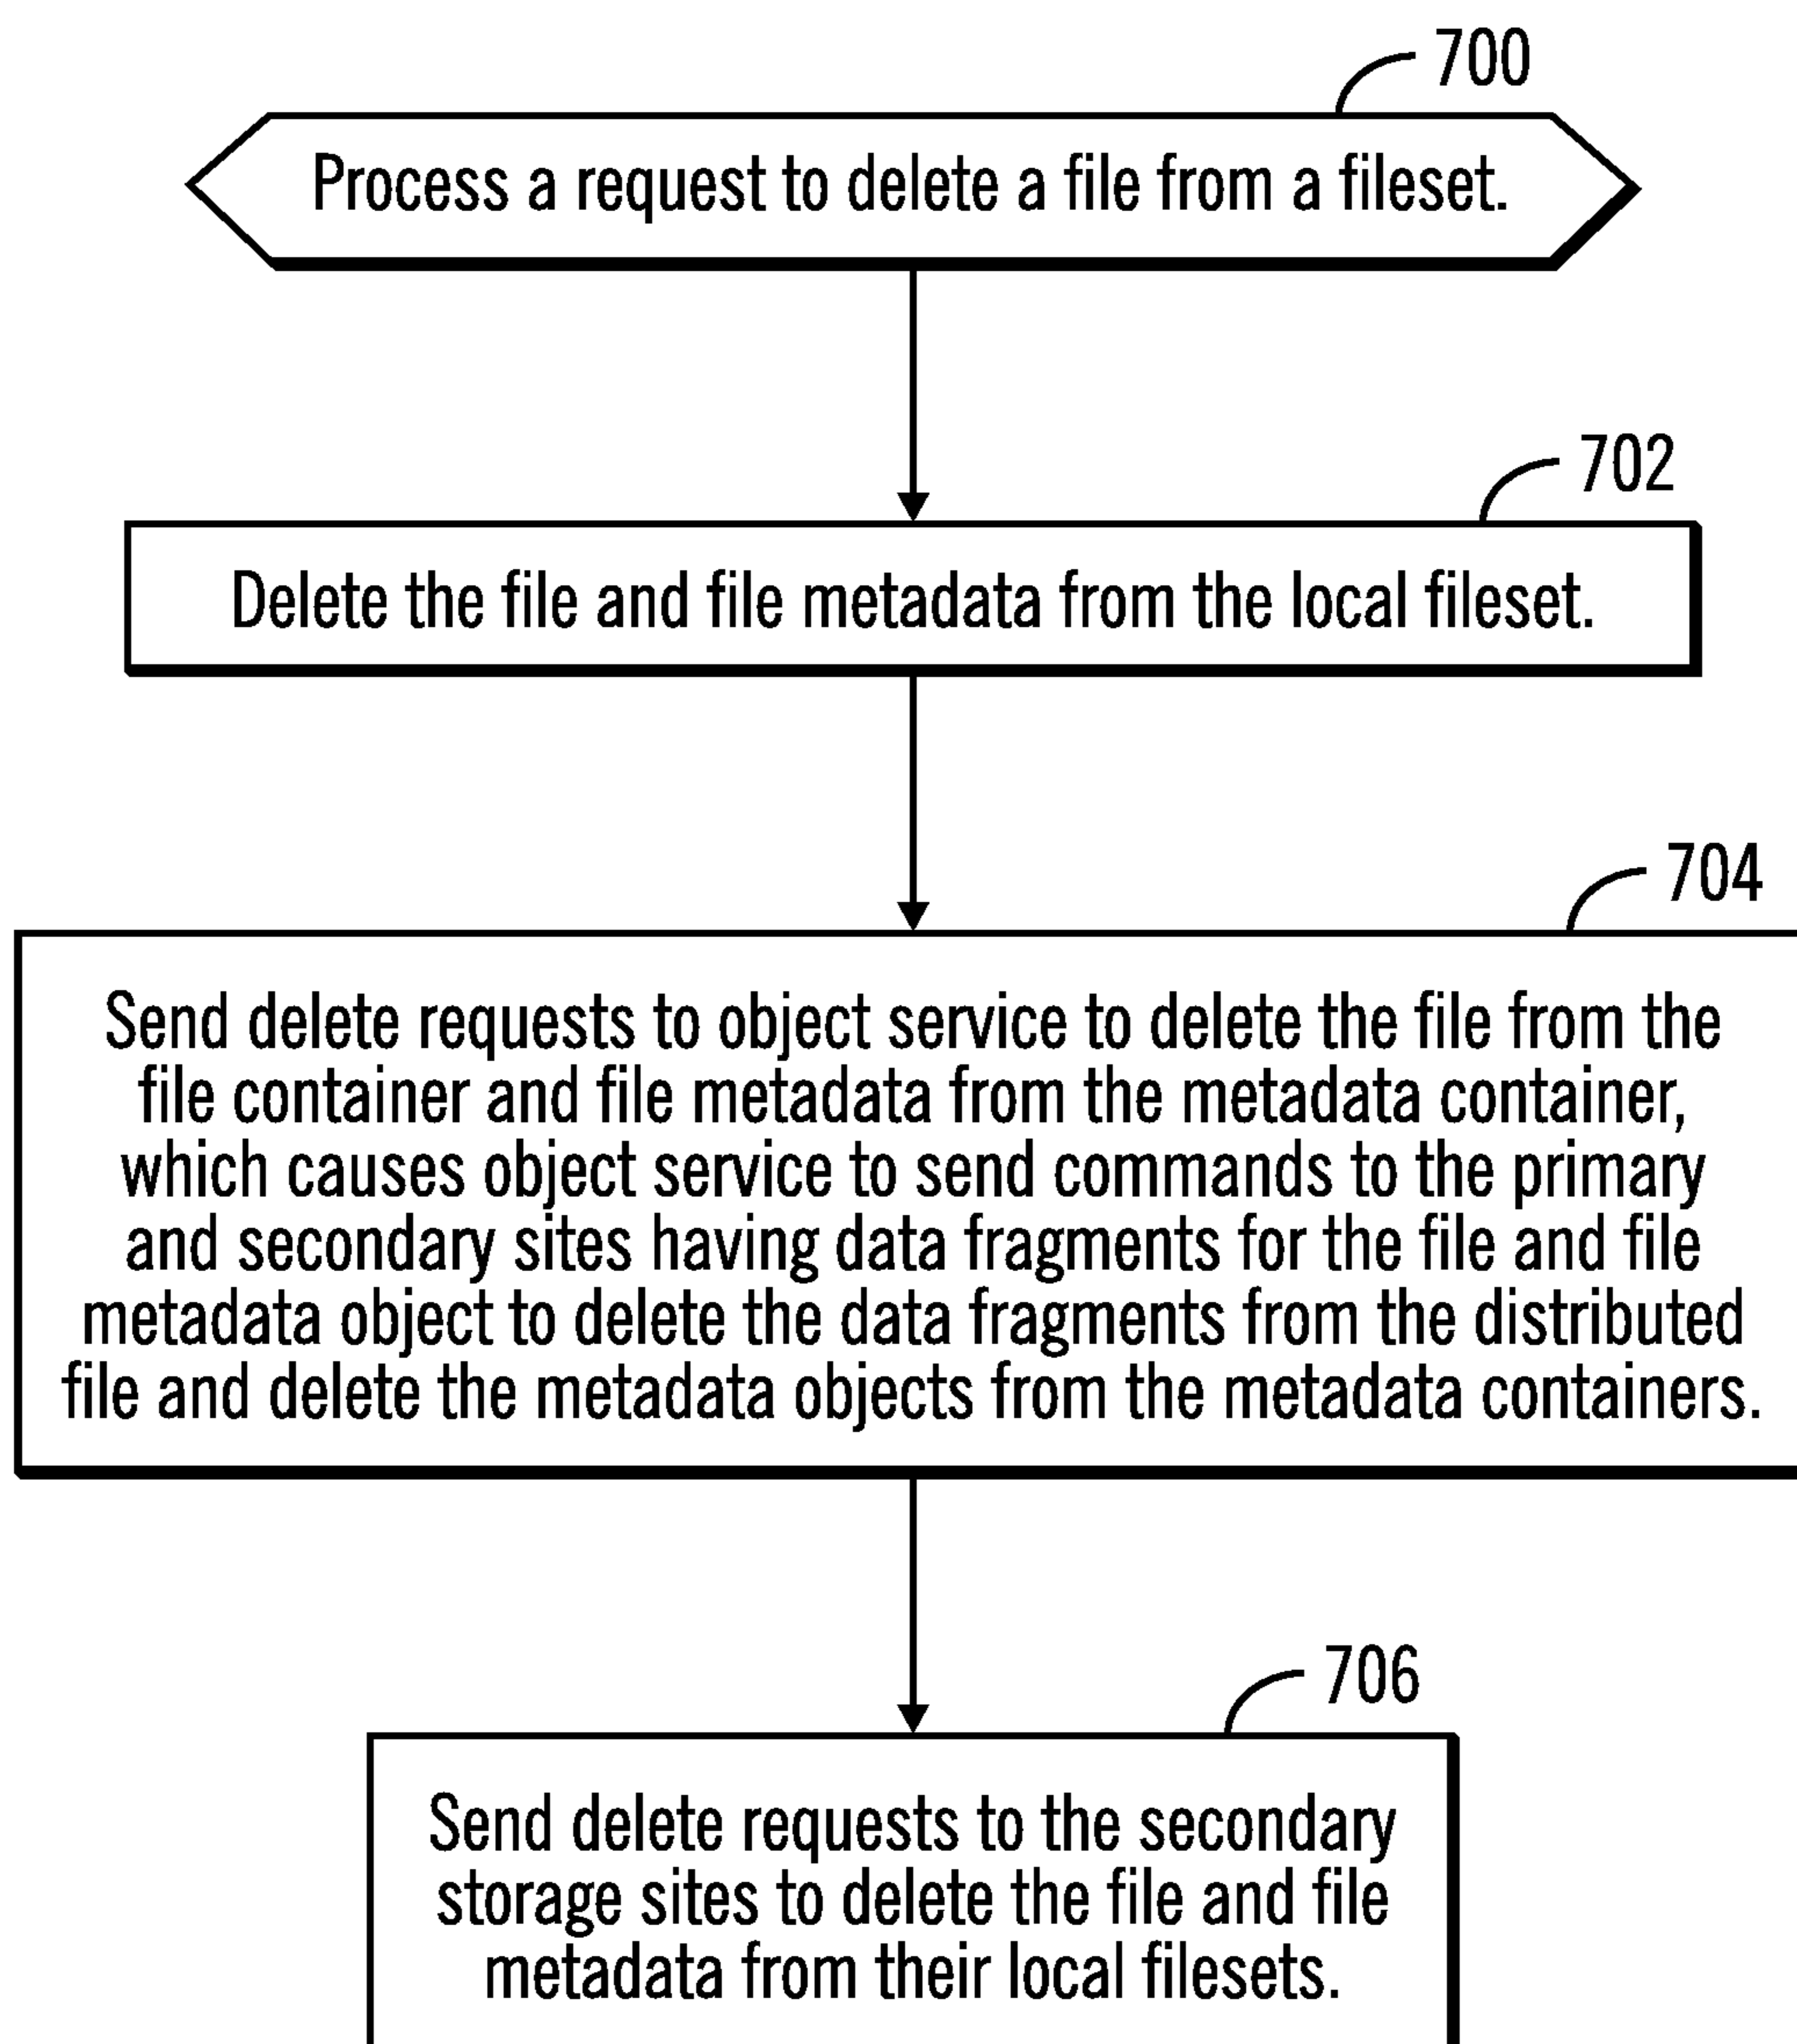 700
Process a request to delete a file from a fileset.
702
Delete the file and file metadata from the local fileset.
704
Send delete requests to object service to delete the file from the
file container and file metadata from the metadata container,
which causes object service to send commands to the primary
and secondary sites having data fragments for the file and file
metadata object to delete the data fragments from the distributed
file and delete the metadata objects from the metadata containers.
706
Send delete requests to the secondary
storage sites to delete the file and file
metadata from their local filesets.